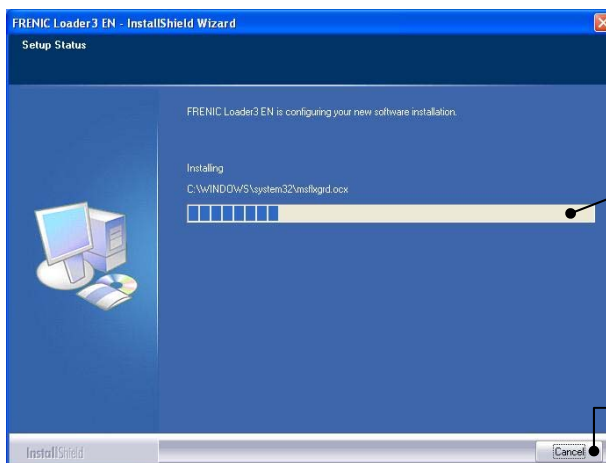 FRENIC Loader3 EN - InstallShield Wizard
Setup Status
FRENIC Loader3 EN is configuring your new software installation.
Installing
C:\WINDOWS\system32\msflxgrd.ocx
InstallShield
Cancel